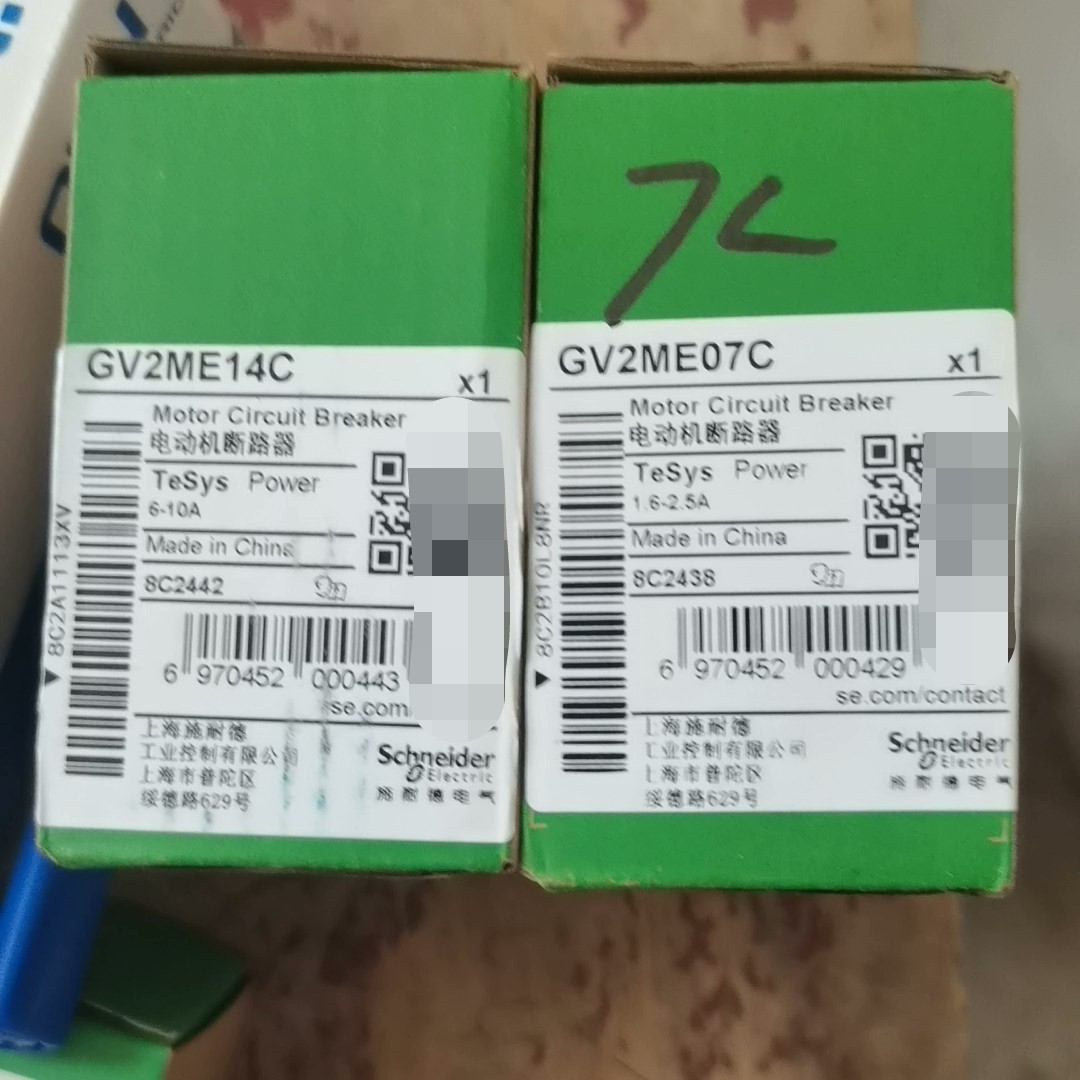 GV2ME14C
x1
Motor Circuit Breaker
电动机断路器
TeSys Power
6-10A
Made in China
8C2442
8C2A1113XV
6 970452 000443
se.com
上海施耐德
工业控制有限公司
上海市普陀区
绥德路629号
Schneider
Electric
施耐德电气
7C
GV2ME07C
x1
Motor Circuit Breaker
电动机断路器
TeSys Power
1.6-2.5A
Made in China
8C2438
8C2B10L8NR
6 970452 000429
se.com/contact
上海施耐德
工业控制有限公司
上海市普陀区
绥德路629号
Schneider
Electric
施耐德电气